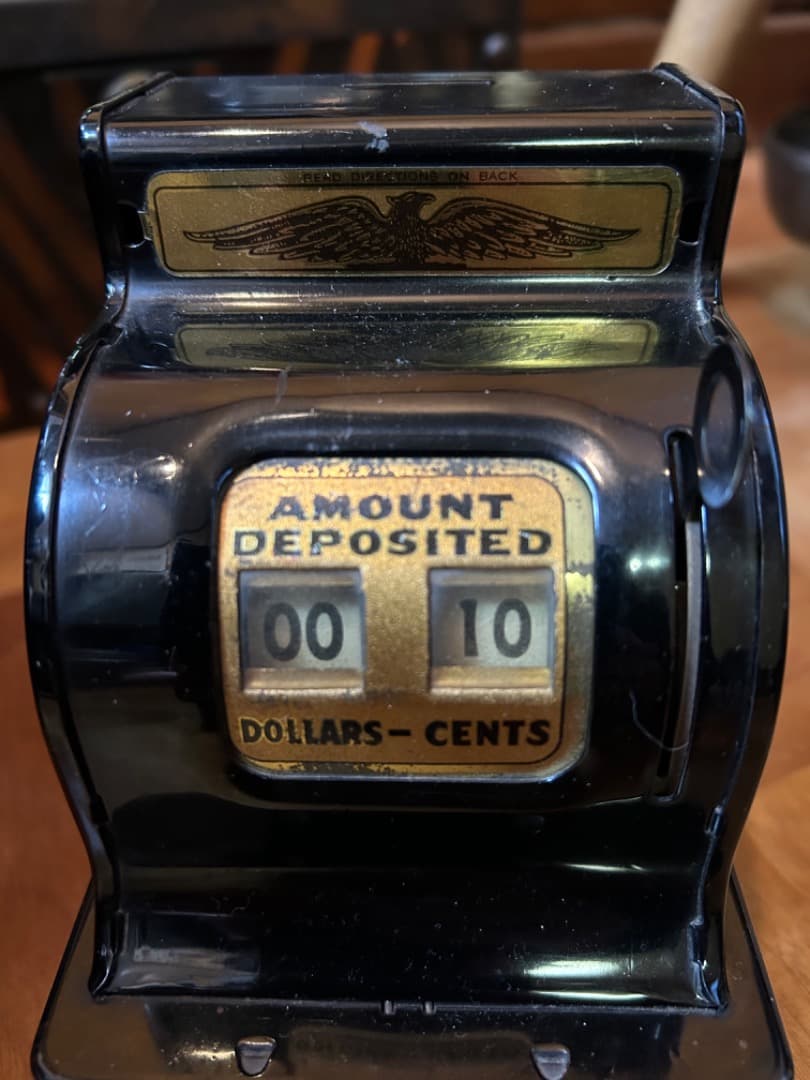 READ DIRECTIONS ON BACK
AMOUNT
DEPOSITED
00 10
DOLLARS – CENTS